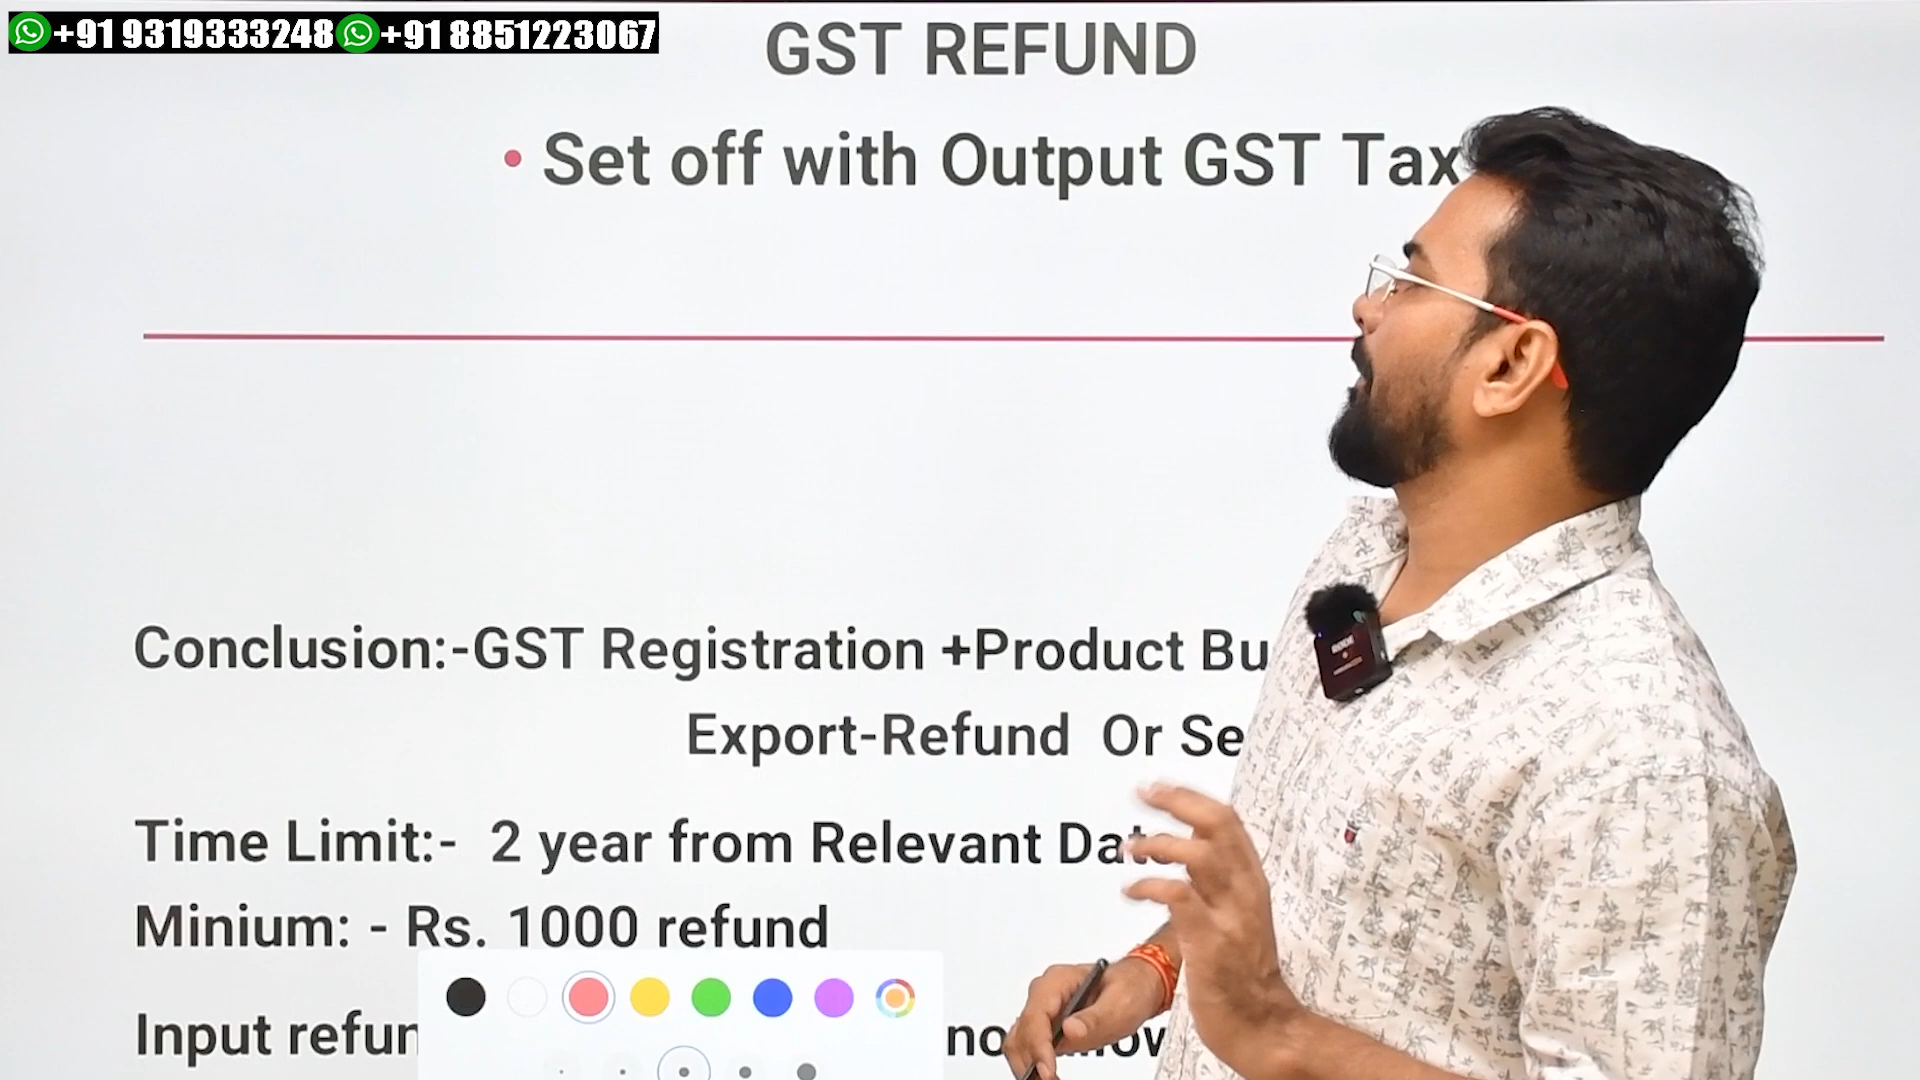 +91 9319333248 +91 8851223067
GST REFUND
• Set off with Output GST Tax
Conclusion:-GST Registration +Product Bu
Export-Refund Or Se
Time Limit:- 2 year from Relevant Dat
Minium: - Rs. 1000 refund
Input refun no